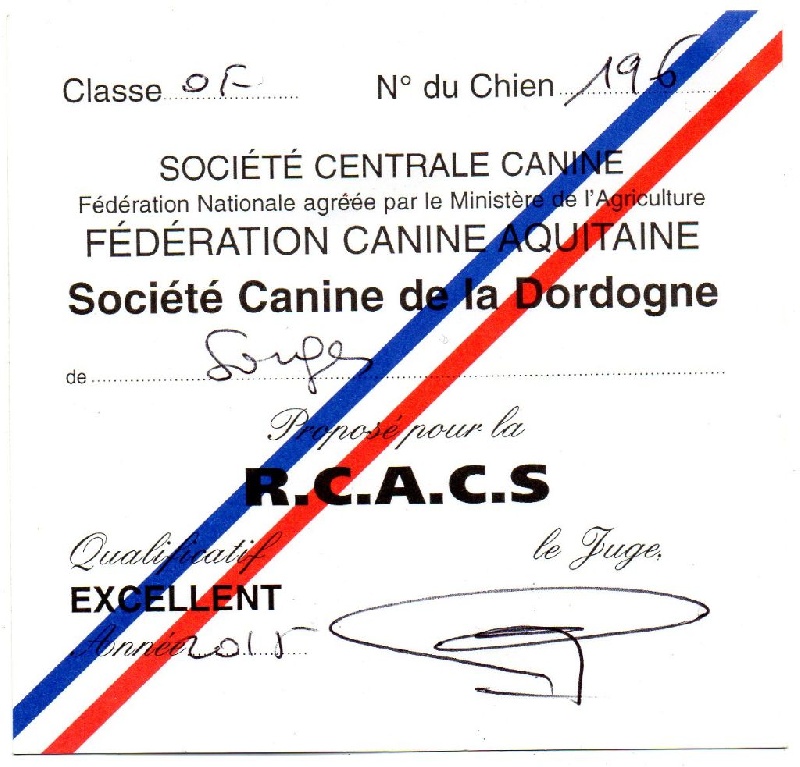 Classe OF N° du Chien 196
SOCIÉTÉ CENTRALE CANINE
Fédération Nationale agréée par le Ministère de l'Agriculture
FÉDÉRATION CANINE AQUITAINE
Société Canine de la Dordogne
de Sorges
Proposé pour la
R.C.A.C.S
Qualificatif le Juge,
EXCELLENT
Année 2015